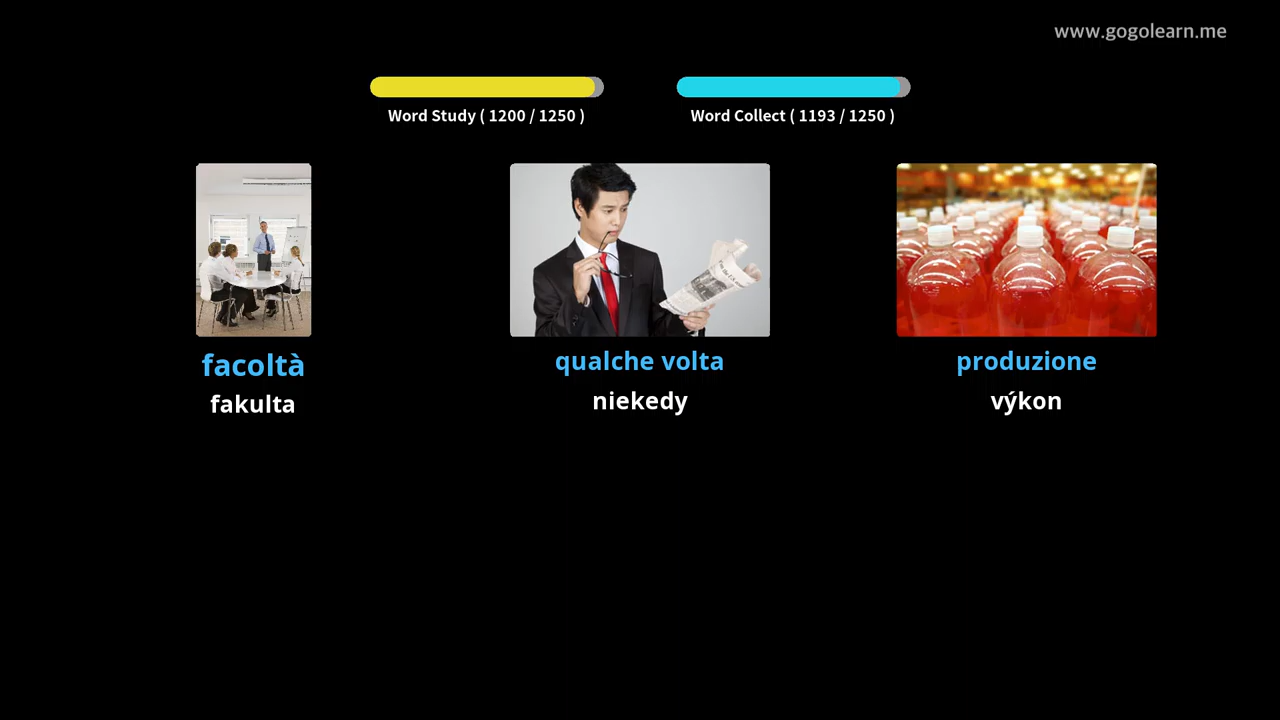 www.gogolearn.me
Word Study ( 1200 / 1250 )
Word Collect ( 1193 / 1250 )
facoltà
fakulta
qualche volta
niekedy
produzione
výkon